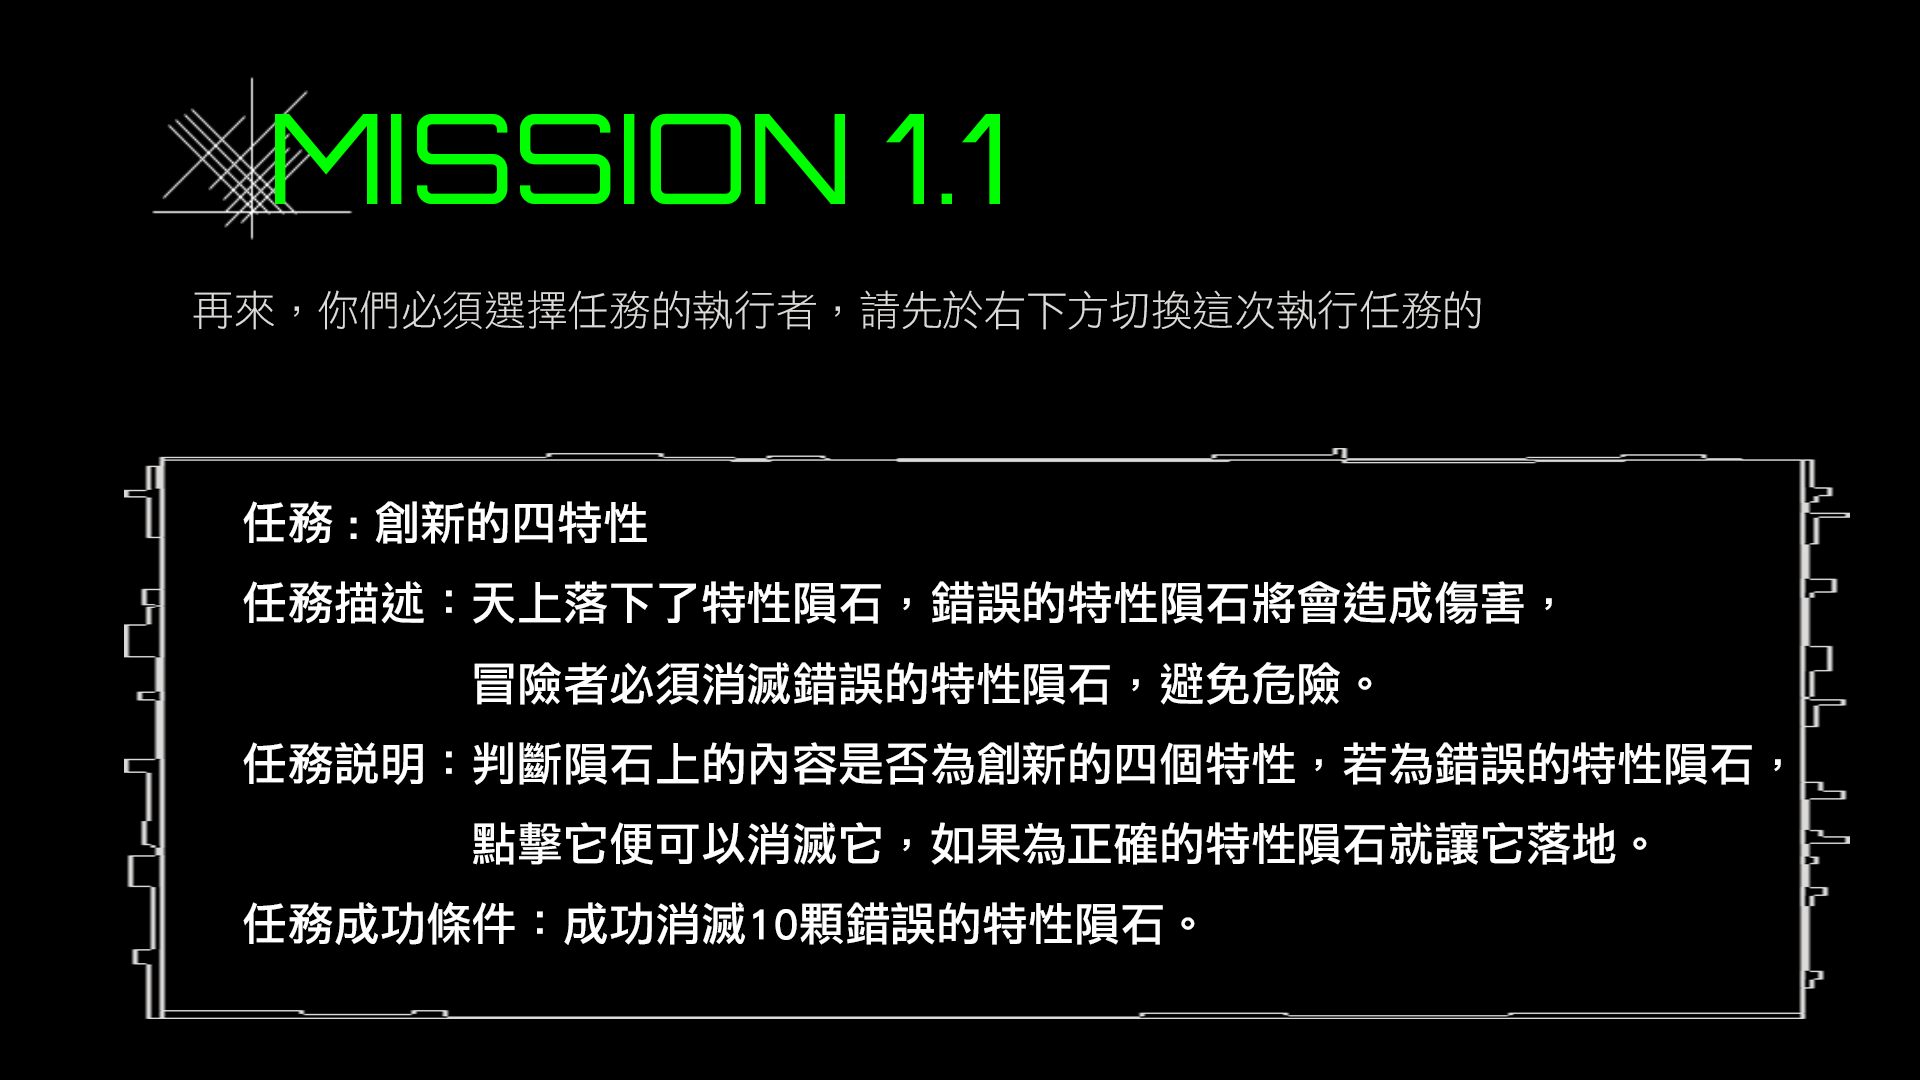 MISSION 1.1
再來，你們必須選擇任務的執行者，請先於右下方切換這次執行任務的
任務 : 創新的四特性
任務描述：天上落下了特性隕石，錯誤的特性隕石將會造成傷害，
冒險者必須消滅錯誤的特性隕石，避免危險。
任務説明：判斷隕石上的內容是否為創新的四個特性，若為錯誤的特性隕石，
點擊它便可以消滅它，如果為正確的特性隕石就讓它落地。
任務成功條件：成功消滅10顆錯誤的特性隕石。